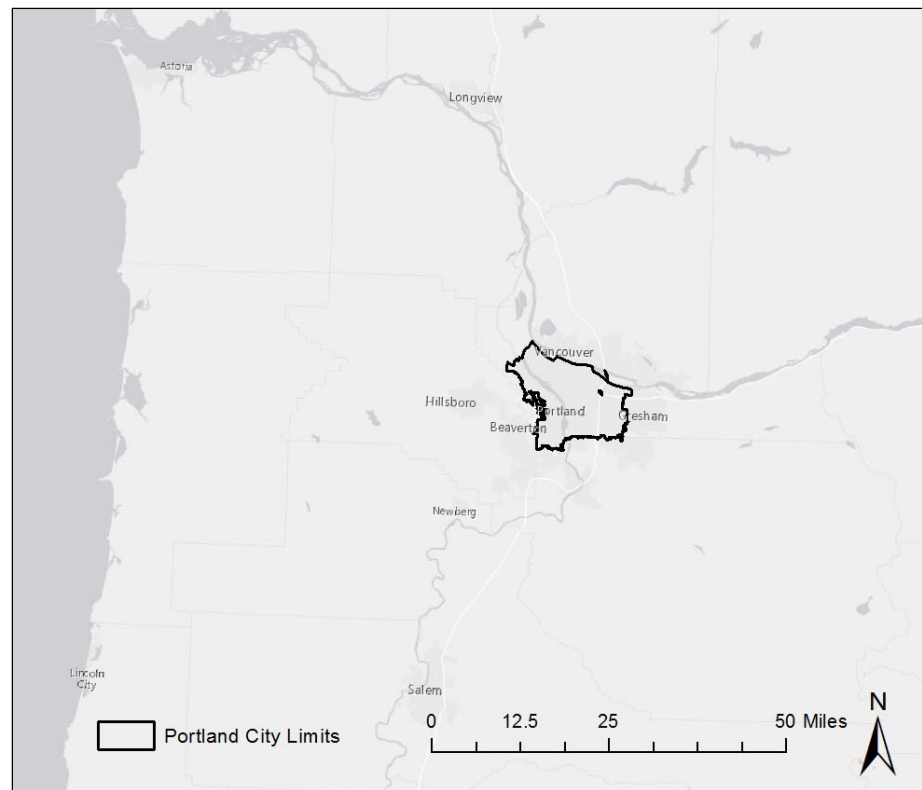 Astoria
Longview
Vancouver
Hillsboro
Portland
Gresham
Beaverton
Newberg
Lincoln
City
Salem
Portland City Limits
0 12.5 25 50 Miles
N